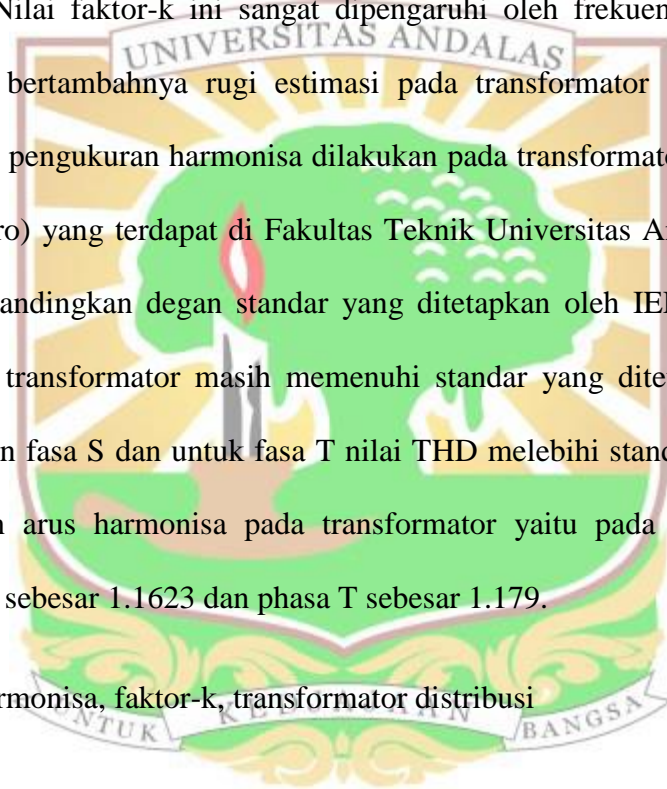 Nilai faktor-k ini sangat dipengaruhi oleh frekuen
UNIVERSITAS ANDALAS
bertambahnya rugi estimasi pada transformator
pengukuran harmonisa dilakukan pada transformato
ro) yang terdapat di Fakultas Teknik Universitas A
andingkan degan standar yang ditetapkan oleh IE
transformator masih memenuhi standar yang dite
n fasa S dan untuk fasa T nilai THD melebihi stand
n arus harmonisa pada transformator yaitu pada
sebesar 1.1623 dan phasa T sebesar 1.179.
rmonisa, faktor-k, transformator distribusi
UNTUK KEDJAJAAN BANGSA